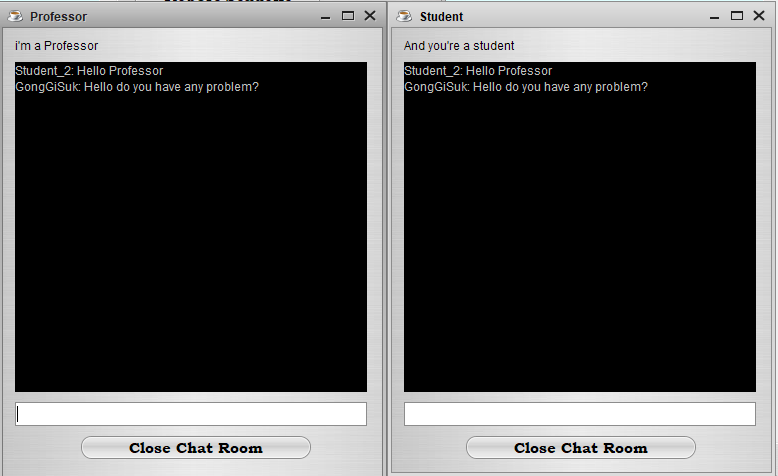 Professor
i'm a Professor
Student_2: Hello Professor
GongGiSuk: Hello do you have any problem?
Close Chat Room
Student
And you're a student
Student_2: Hello Professor
GongGiSuk: Hello do you have any problem?
Close Chat Room